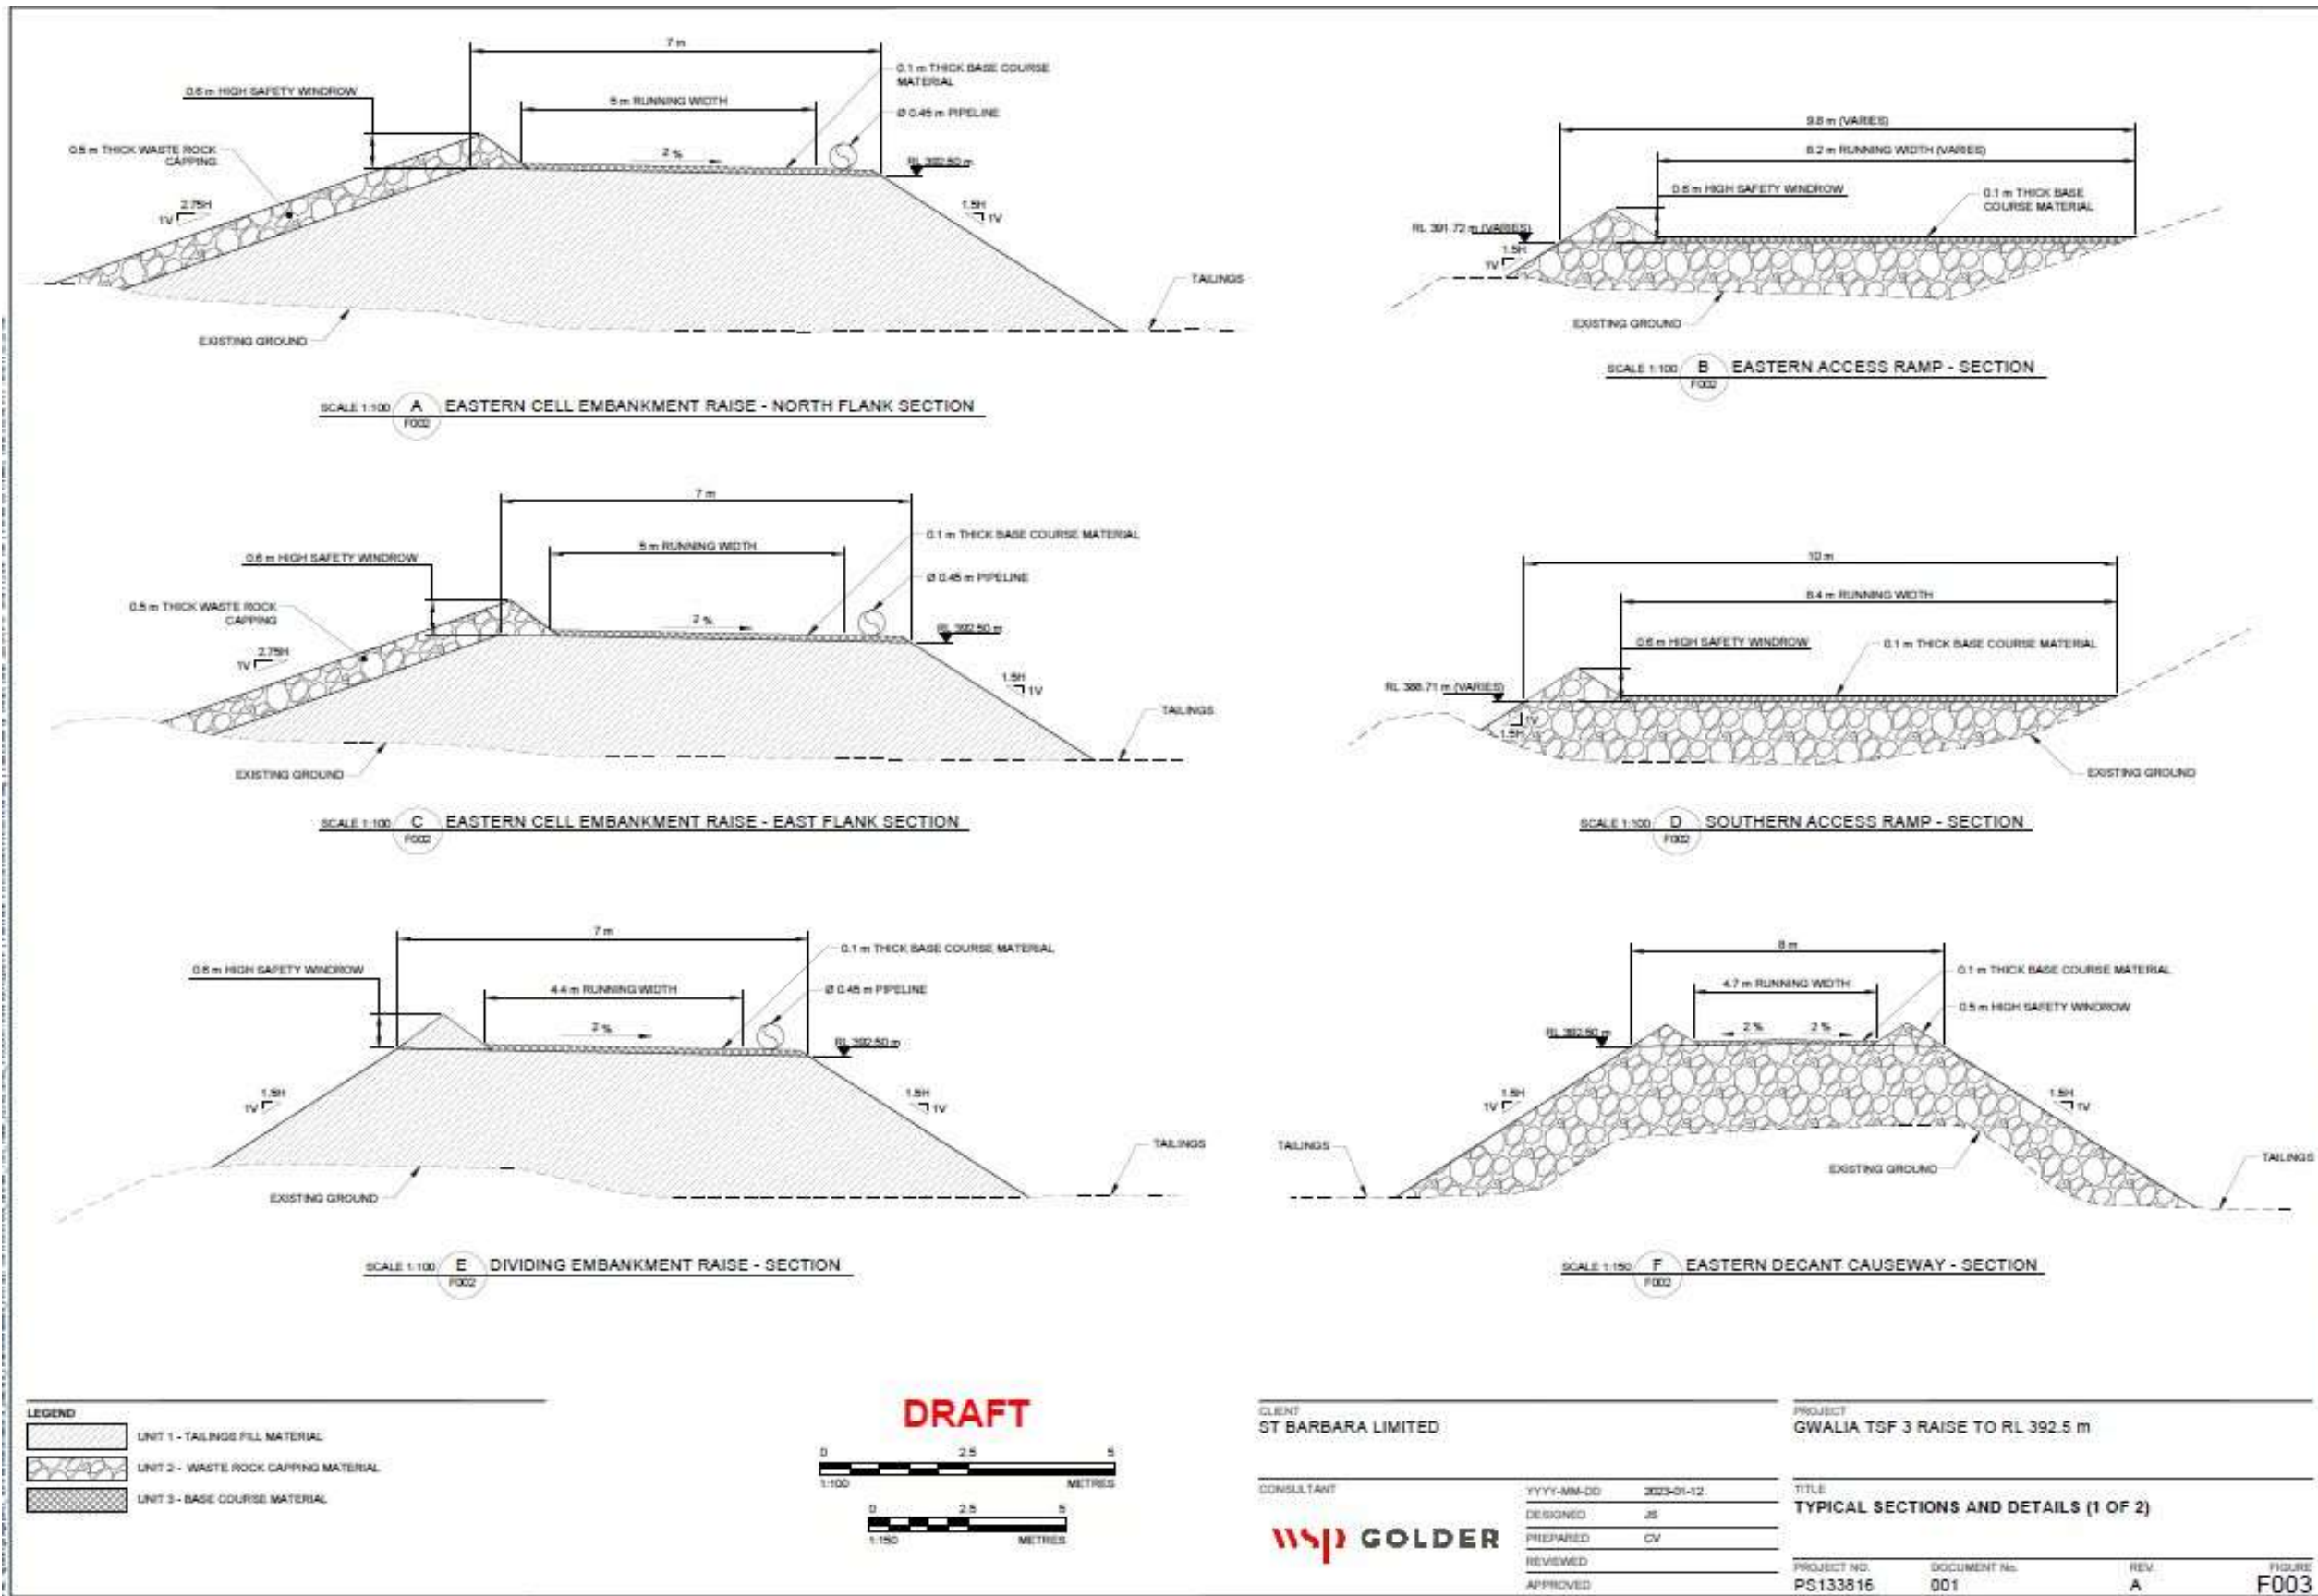 7 m
0.1 m THICK BASE COURSE
MATERIAL
0.6 m HIGH SAFETY WINDROW
5 m RUNNING WIDTH
Ø 0.45 m PIPELINE
0.5 m THICK WASTE ROCK
CAPPING
2 %
RL 392.50 m
2.75H
1V
1.5H
1V
TAILINGS
EXISTING GROUND
SCALE 1:100 A EASTERN CELL EMBANKMENT RAISE - NORTH FLANK SECTION
F002
9.8 m (VARIES)
8.2 m RUNNING WIDTH (VARIES)
0.6 m HIGH SAFETY WINDROW
0.1 m THICK BASE
COURSE MATERIAL
RL 391.72 m (VARIES)
1.5H
1V
EXISTING GROUND
SCALE 1:100 B EASTERN ACCESS RAMP - SECTION
F002
7 m
0.1 m THICK BASE COURSE MATERIAL
0.6 m HIGH SAFETY WINDROW
5 m RUNNING WIDTH
Ø 0.45 m PIPELINE
0.5 m THICK WASTE ROCK
CAPPING
2 %
RL 392.50 m
2.75H
1V
1.5H
1V
TAILINGS
EXISTING GROUND
SCALE 1:100 C EASTERN CELL EMBANKMENT RAISE - EAST FLANK SECTION
F002
10 m
8.4 m RUNNING WIDTH
0.6 m HIGH SAFETY WINDROW
0.1 m THICK BASE COURSE MATERIAL
(VARIES)
1V
1.5H
EXISTING GROUND
SCALE 1:100 D SOUTHERN ACCESS RAMP - SECTION
F002
7 m
0.1 m THICK BASE COURSE MATERIAL
0.6 m HIGH SAFETY WINDROW
4.4 m RUNNING WIDTH
Ø 0.45 m PIPELINE
2 %
RL 392.50 m
1.5H
1V
1.5H
1V
TAILINGS
EXISTING GROUND
SCALE 1:100 E DIVIDING EMBANKMENT RAISE - SECTION
F002
8 m
0.1 m THICK BASE COURSE MATERIAL
4.7 m RUNNING WIDTH
0.5 m HIGH SAFETY WINDROW
RL 392.50 m
2 % 2 %
1.5H
1V
1.5H
1V
TAILINGS
EXISTING GROUND
TAILINGS
SCALE 1:150 F EASTERN DECANT CAUSEWAY - SECTION
F002
LEGEND
UNIT 1 - TAILINGS FILL MATERIAL
UNIT 2 - WASTE ROCK CAPPING MATERIAL
UNIT 3 - BASE COURSE MATERIAL
DRAFT
0 2.5 5
1:100 METRES
0 2.5 5
1:150 METRES
CLIENT
ST BARBARA LIMITED
PROJECT
GWALIA TSF 3 RAISE TO RL 392.5 m
CONSULTANT
wsp GOLDER
YYYY-MM-DD 2023-01-12
DESIGNED JS
PREPARED CV
REVIEWED
APPROVED
TITLE
TYPICAL SECTIONS AND DETAILS (1 OF 2)
PROJECT NO. DOCUMENT No. REV. FIGURE
PS133816 001 A F003